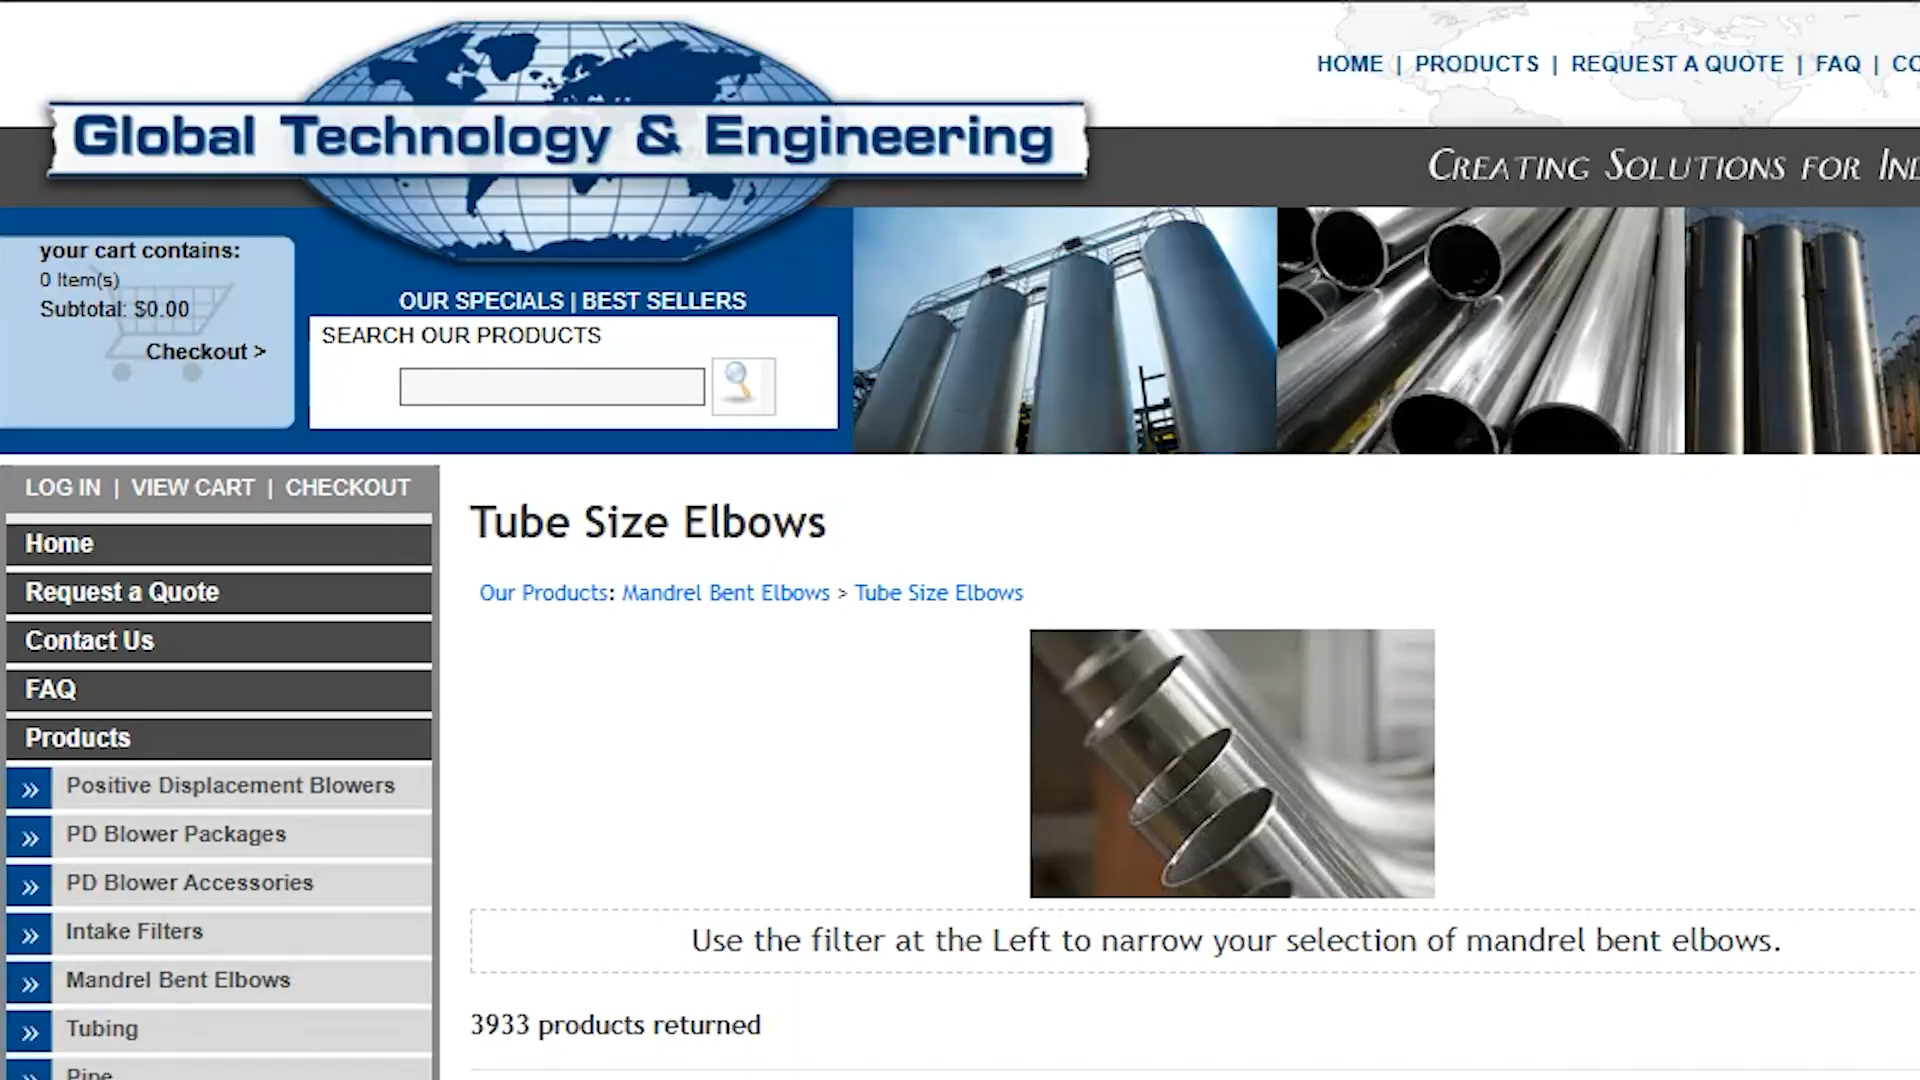 HOME | PRODUCTS | REQUEST A QUOTE | FAQ |
Global Technology & Engineering
CREATING SOLUTIONS FOR
your cart contains:
0 Item(s)
Subtotal: $0.00
Checkout >
OUR SPECIALS | BEST SELLERS
SEARCH OUR PRODUCTS
LOG IN | VIEW CART | CHECKOUT
Home
Request a Quote
Contact Us
FAQ
Products
» Positive Displacement Blowers
» PD Blower Packages
» PD Blower Accessories
» Intake Filters
» Mandrel Bent Elbows
» Tubing
» Pipe
Tube Size Elbows
Our Products: Mandrel Bent Elbows > Tube Size Elbows
Use the filter at the Left to narrow your selection of mandrel bent elbows.
3933 products returned